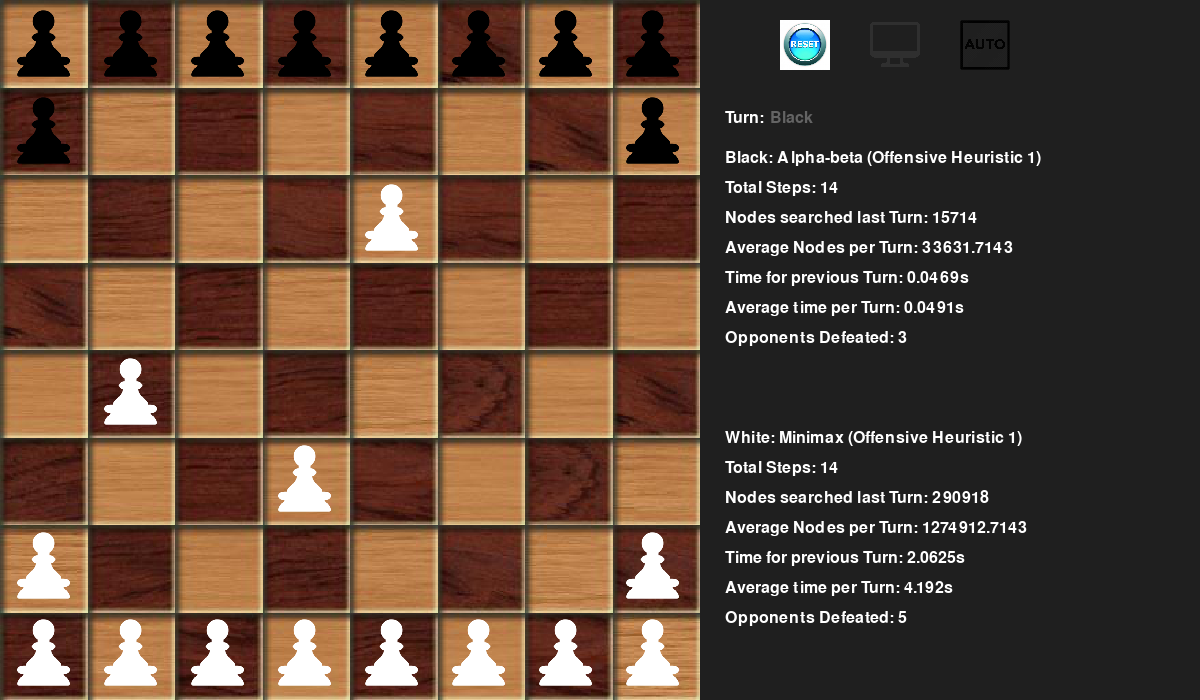 RESET
AUTO
Turn: Black
Black: Alpha-beta (Offensive Heuristic 1)
Total Steps: 14
Nodes searched last Turn: 15714
Average Nodes per Turn: 33631.7143
Time for previous Turn: 0.0469s
Average time per Turn: 0.0491s
Opponents Defeated: 3
White: Minimax (Offensive Heuristic 1)
Total Steps: 14
Nodes searched last Turn: 290918
Average Nodes per Turn: 1274912.7143
Time for previous Turn: 2.0625s
Average time per Turn: 4.192s
Opponents Defeated: 5